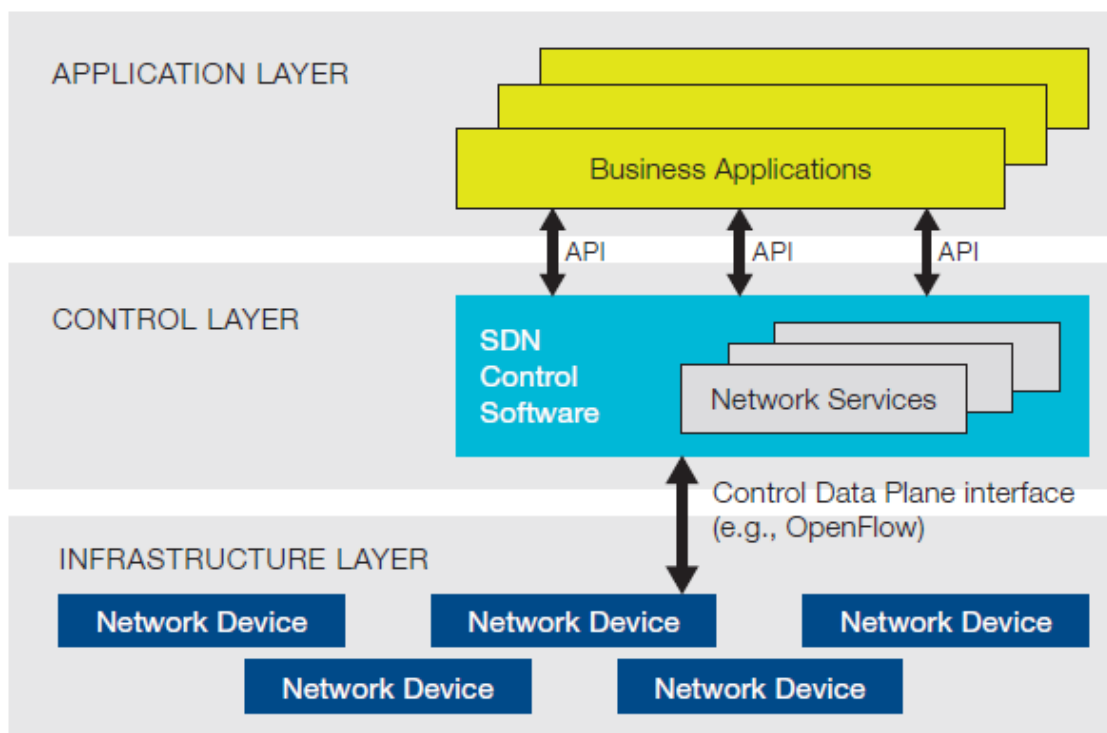 APPLICATION LAYER
Business Applications
API
API
API
CONTROL LAYER
SDN
Control
Software
Network Services
Control Data Plane interface
(e.g., OpenFlow)
INFRASTRUCTURE LAYER
Network Device
Network Device
Network Device
Network Device
Network Device